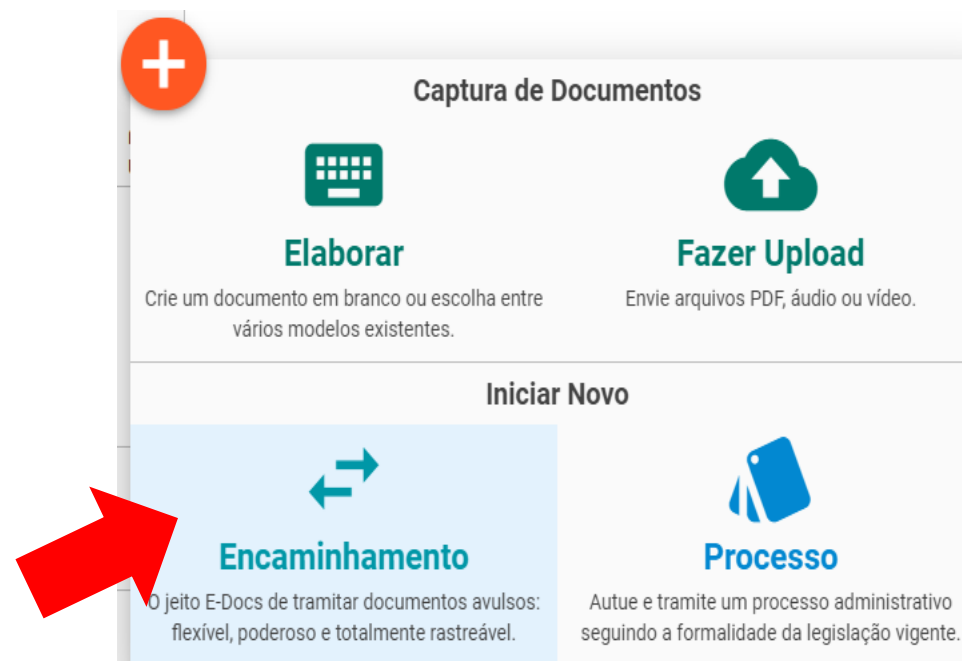 Captura de Documentos
Elaborar
Crie um documento em branco ou escolha entre
vários modelos existentes.
Fazer Upload
Envie arquivos PDF, áudio ou vídeo.
Iniciar Novo
Encaminhamento
O jeito E-Docs de tramitar documentos avulsos:
flexível, poderoso e totalmente rastreável.
Processo
Autue e tramite um processo administrativo
seguindo a formalidade da legislação vigente.